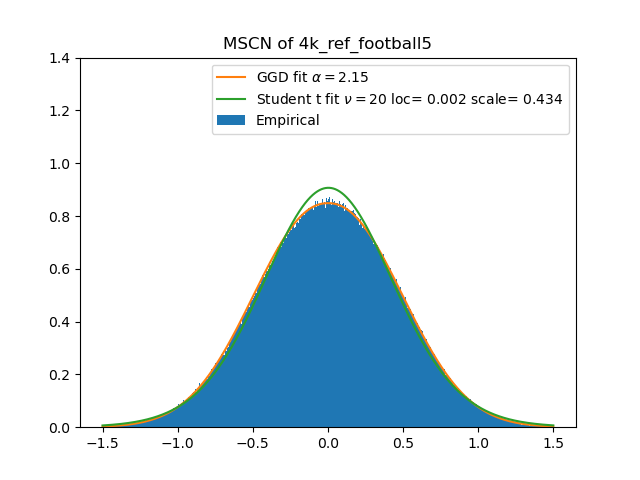 MSCN of 4k_ref_football5
GGD fit α = 2.15
Student t fit ν = 20 loc= 0.002 scale= 0.434
Empirical
1.4
1.2
1.0
0.8
0.6
0.4
0.2
0.0
−1.5 −1.0 −0.5 0.0 0.5 1.0 1.5